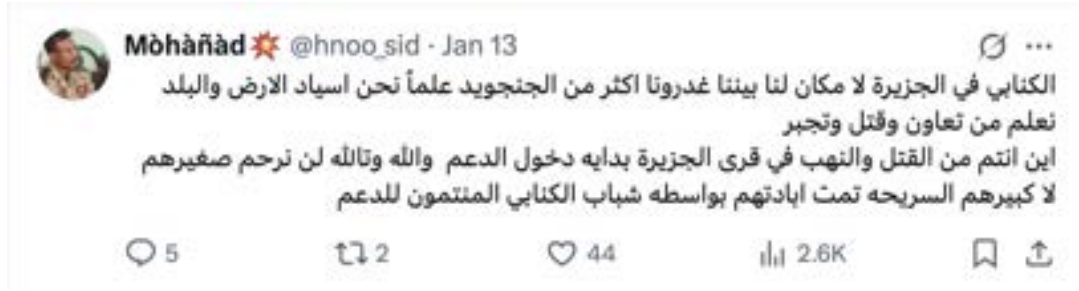 Mòhàñàd💥 @hnoo_sid · Jan 13
الكنابي في الجزيرة لا مكان لنا بيننا غدرونا اكثر من الجنجويد علماً نحن اسياد الارض والبلد
نعلم من تعاون وقتل وتجبر
اين انتم من القتل والنهب في قرى الجزيرة بدايه دخول الدعم والله وتالله لن نرحم صغيرهم
لا كبيرهم السريحه تمت ابادتهم بواسطه شباب الكنابي المنتمون للدعم
5 2 44 2.6K